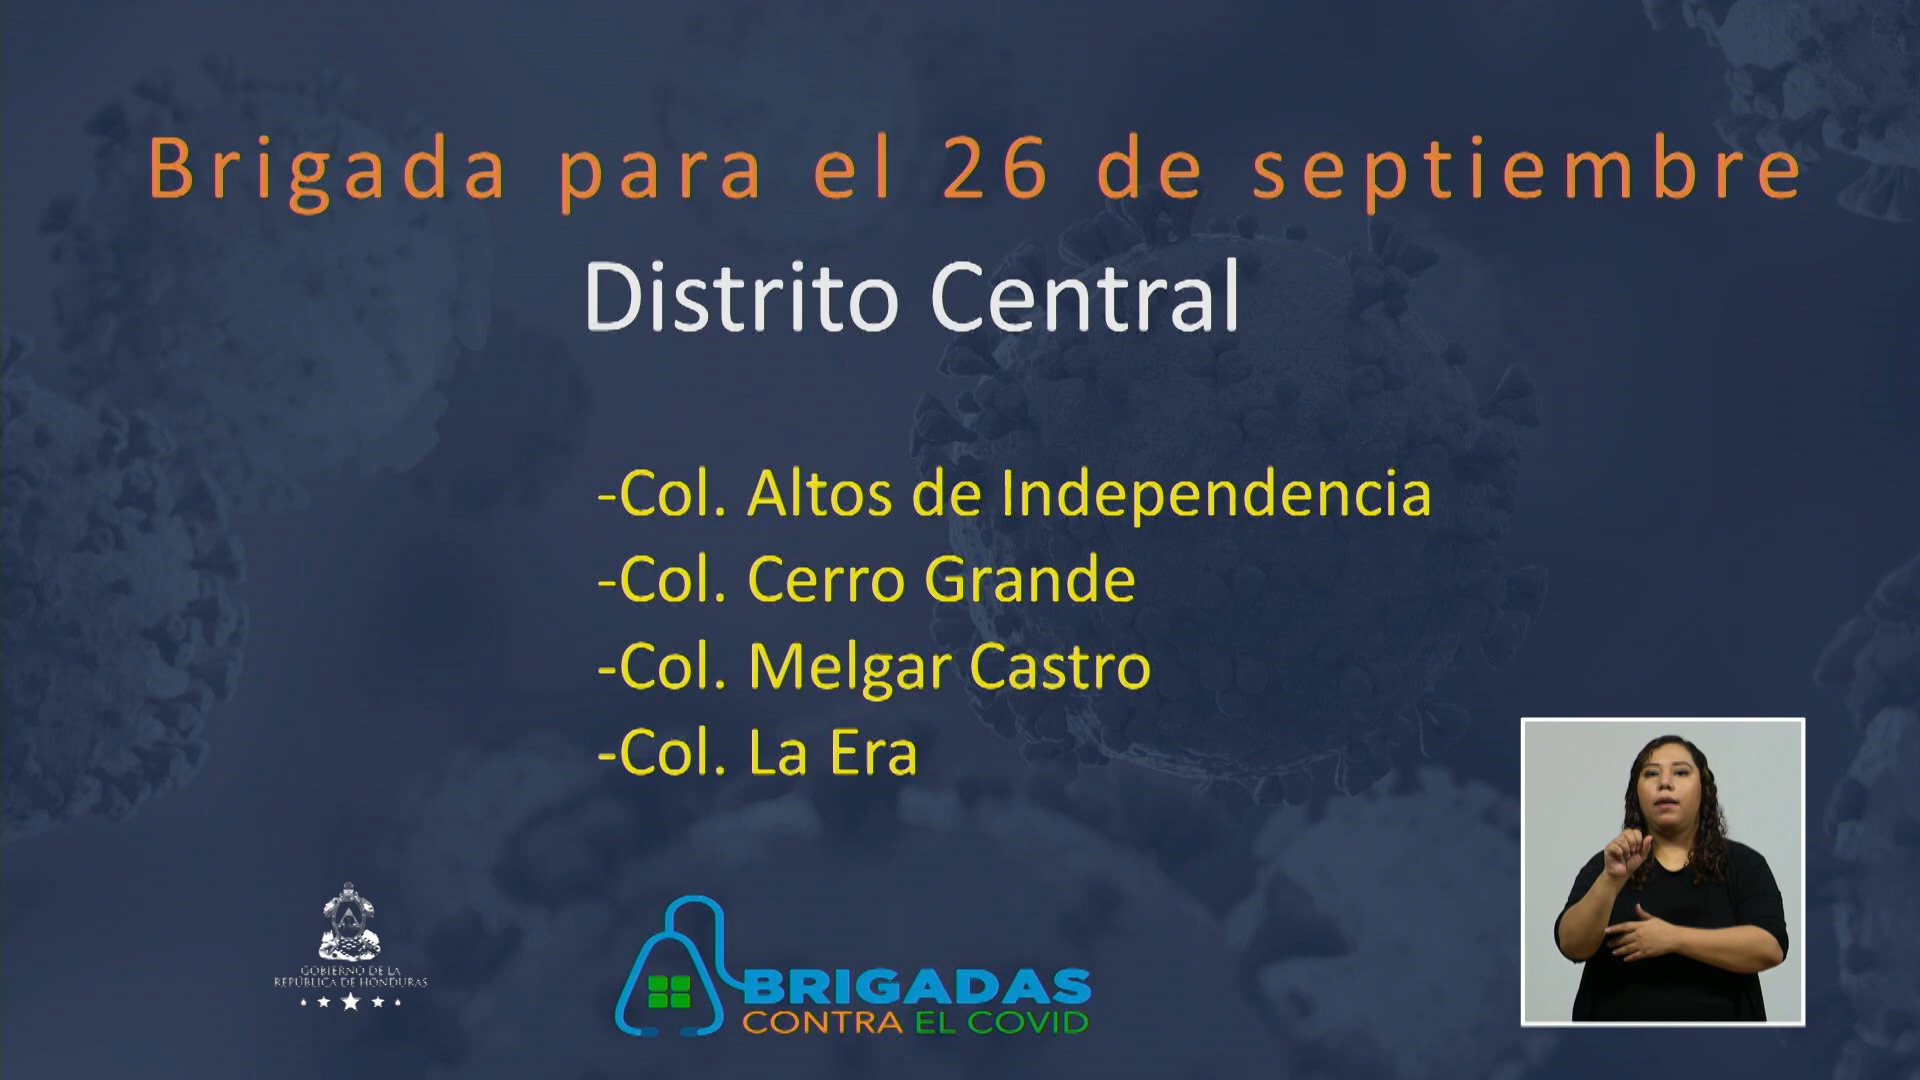 Brigada para el 26 de septiembre
Distrito Central
-Col. Altos de Independencia
-Col. Cerro Grande
-Col. Melgar Castro
-Col. La Era
GOBIERNO DE LA
REPÚBLICA DE HONDURAS
BRIGADAS
CONTRA EL COVID